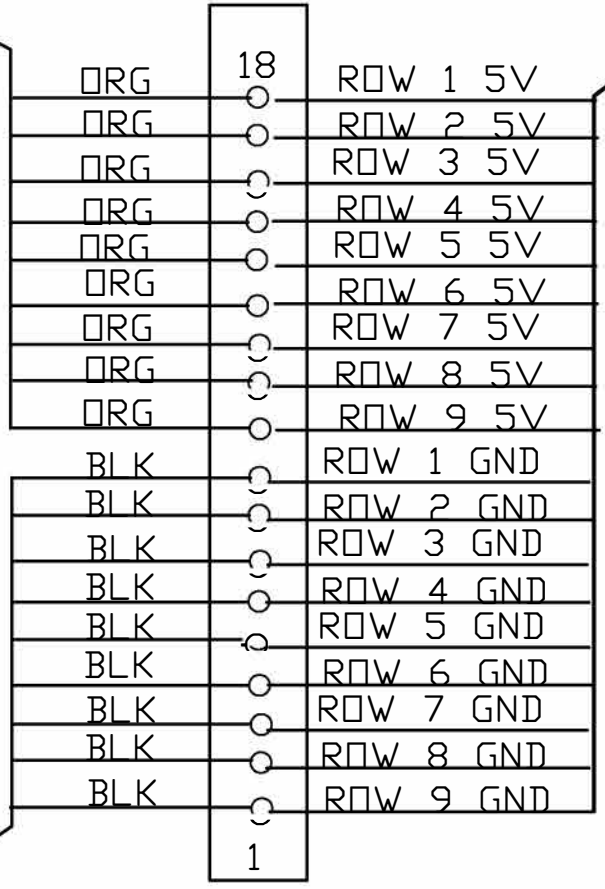 18
ORG ROW 1 5V
ORG ROW 2 5V
ORG ROW 3 5V
ORG ROW 4 5V
ORG ROW 5 5V
ORG ROW 6 5V
ORG ROW 7 5V
ORG ROW 8 5V
ORG ROW 9 5V
BLK ROW 1 GND
BLK ROW 2 GND
BLK ROW 3 GND
BLK ROW 4 GND
BLK ROW 5 GND
BLK ROW 6 GND
BLK ROW 7 GND
BLK ROW 8 GND
BLK ROW 9 GND
1